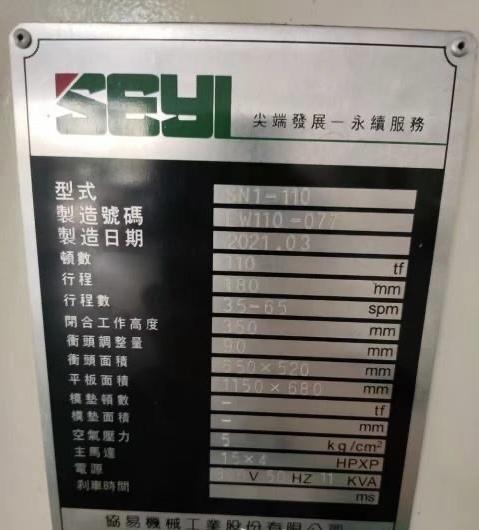 SEYI 尖端發展－永續服務
型式 SN1-110
製造號碼 CW110-077
製造日期 2021.03
頓數 110 tf
行程 180 mm
行程數 35-65 spm
閉合工作高度 350 mm
衝頭調整量 90 mm
衝頭面積 650×520 mm
平板面積 1150×680 mm
模墊頓數 - tf
模墊面積 - mm
空氣壓力 5 kg/cm²
主馬達 15×4 HPXP
電源 V 50 HZ 11 KVA
剎車時間 ms
協易機械工業股份有限公司